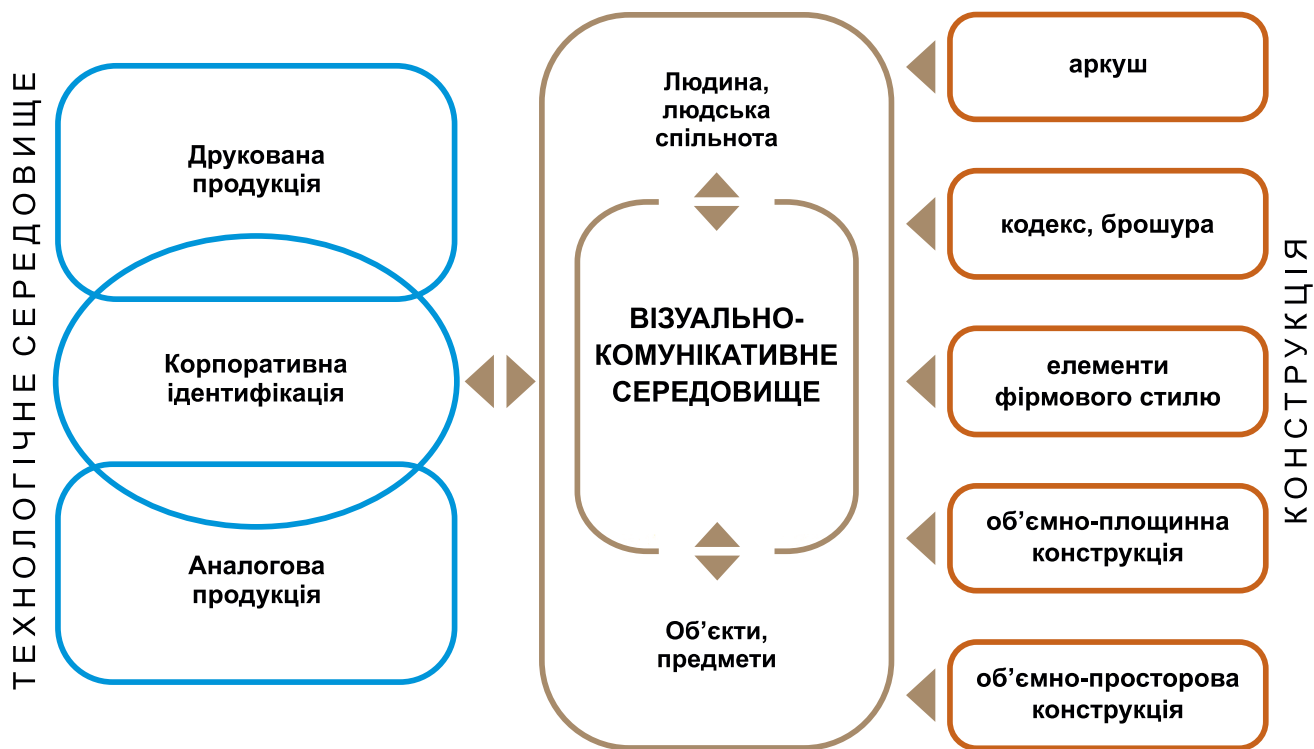 ТЕХНОЛОГІЧНЕ СЕРЕДОВИЩЕ
Друкована
продукція
Корпоративна
ідентифікація
Аналогова
продукція
Людина,
людська
спільнота
ВІЗУАЛЬНО-
КОМУНІКАТИВНЕ
СЕРЕДОВИЩЕ
Об’єкти,
предмети
аркуш
кодекс, брошура
елементи
фірмового стилю
об’ємно-площинна
конструкція
об’ємно-просторова
конструкція
КОНСТРУКЦІЯ